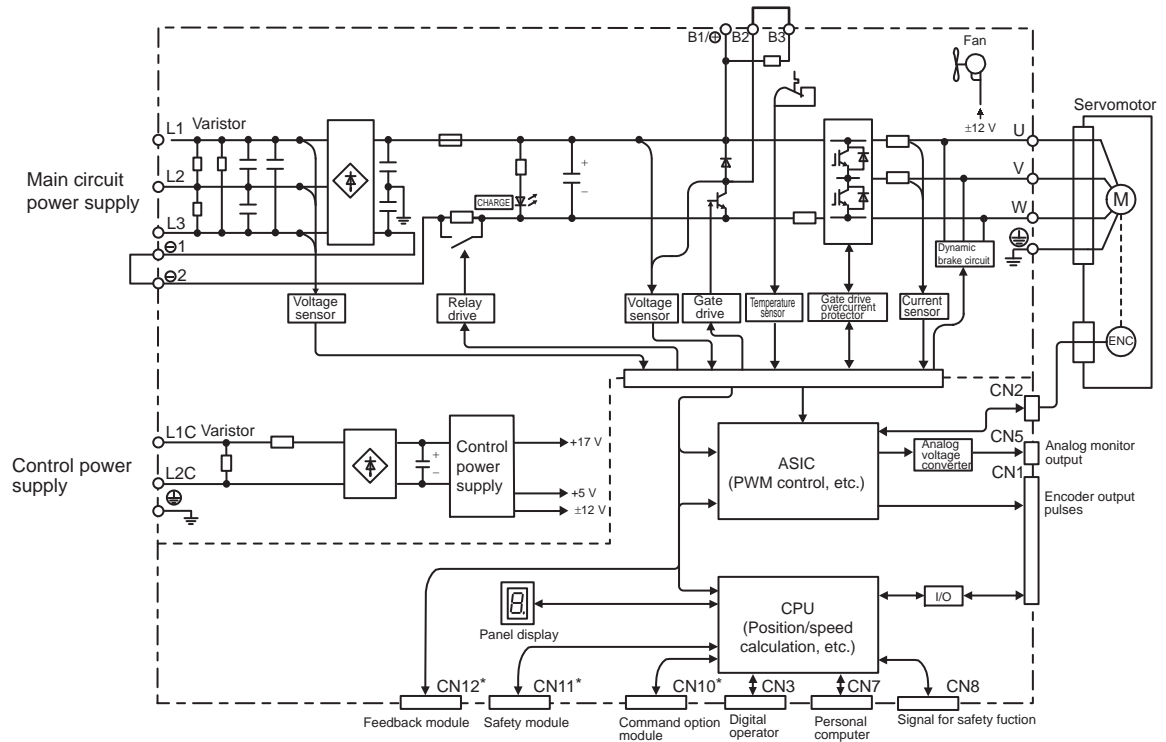 B1/⊕ B2 B3
Fan
±12 V
Servomotor
L1 Varistor
U
L2
V
Main circuit
power supply
CHARGE
+
–
M
L3
W
⊖1
⊖2
Dynamic
brake circuit
Voltage
sensor
Relay
drive
Voltage
sensor
Gate
drive
Temperature
sensor
Gate drive
overcurrent
protector
Current
sensor
ENC
CN2
L1C Varistor
+
–
Control
power
supply
+17 V
+5 V
±12 V
Control power
supply
L2C
ASIC
(PWM control, etc.)
Analog
voltage
converter
CN5
Analog monitor
output
CN1
Encoder output
pulses
8.
Panel display
CPU
(Position/speed
calculation, etc.)
I/O
CN12*
CN11*
CN10*
CN3
CN7
CN8
Feedback module
Safety module
Command option
module
Digital
operator
Personal
computer
Signal for safety fuction